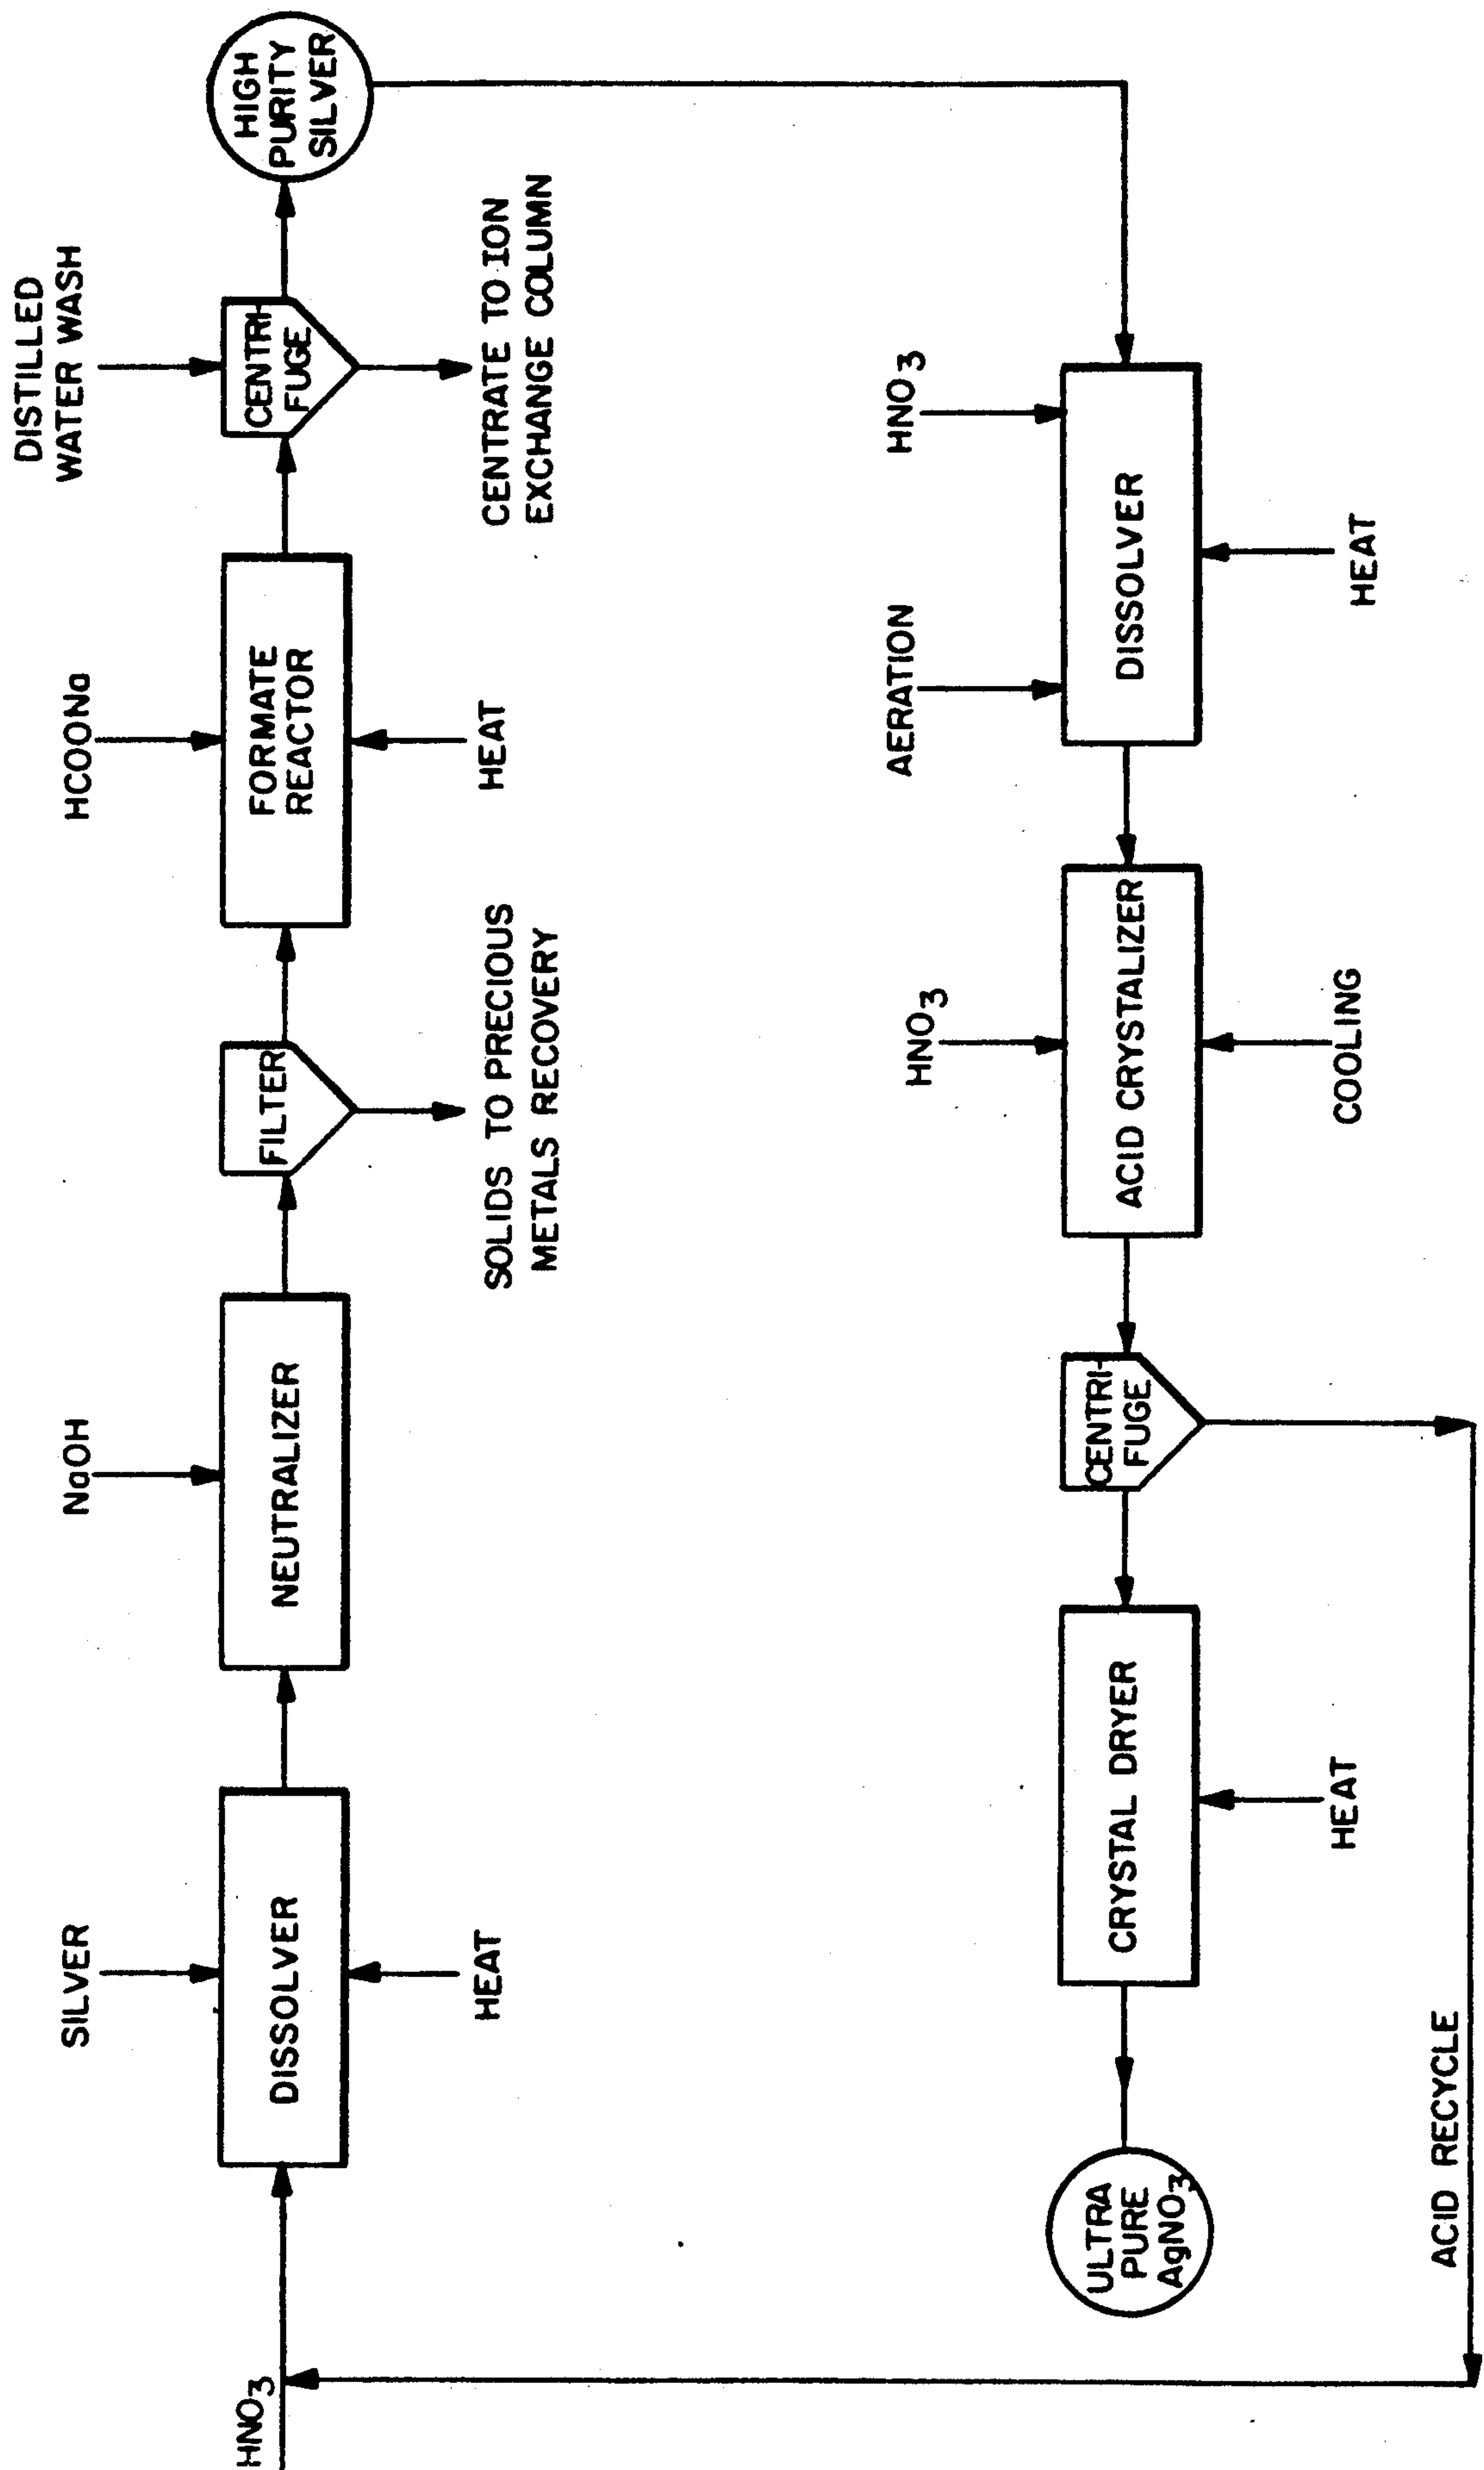 HNO3
SILVER
DISSOLVER
HEAT
NaOH
NEUTRALIZER
FILTER
SOLIDS TO PRECIOUS
METALS RECOVERY
HCOONa
FORMATE
REACTOR
HEAT
DISTILLED
WATER WASH
CENTRI-
FUGE
CENTRATE TO ION
EXCHANGE COLUMN
HIGH
PURITY
SILVER
HNO3
AERATION
DISSOLVER
HEAT
HNO3
ACID CRYSTALIZER
COOLING
CENTRI-
FUGE
CRYSTAL DRYER
HEAT
ULTRA
PURE
AgNO3
ACID RECYCLE